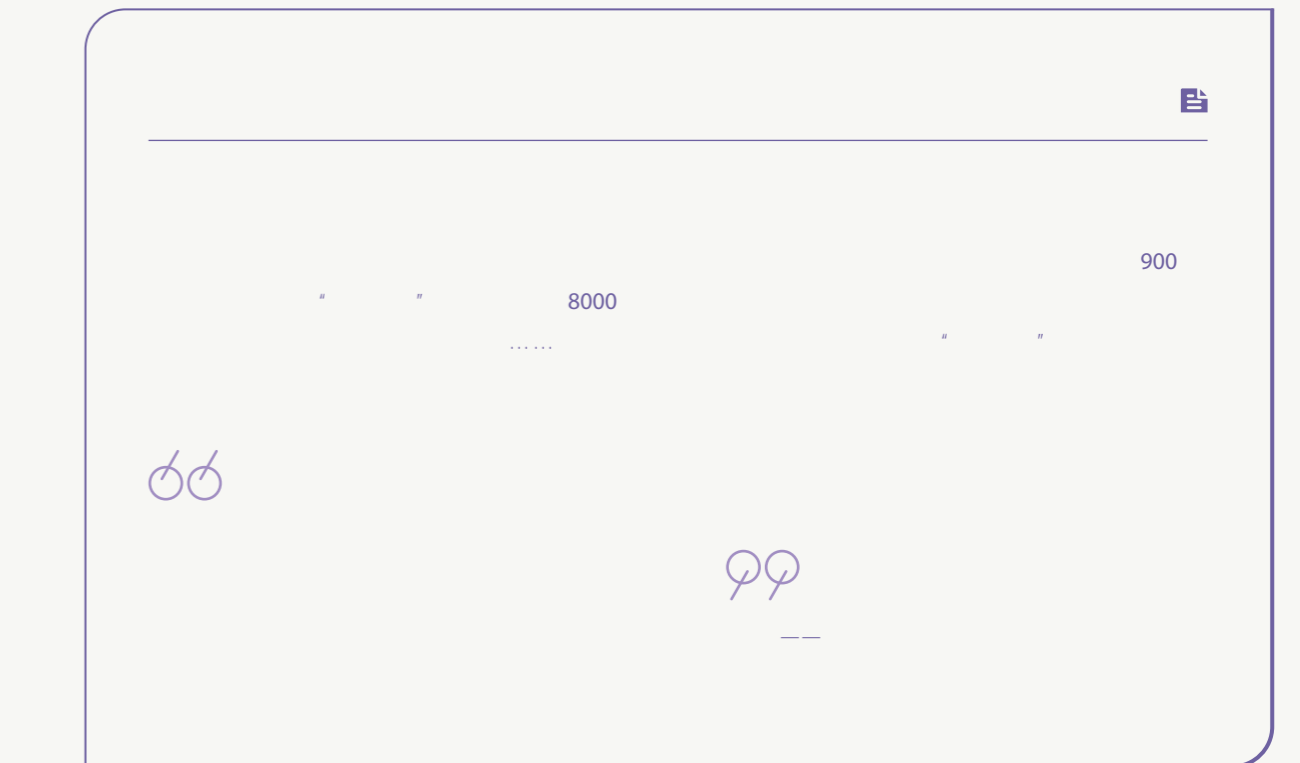 900
“ ” 8000
…… “ ”
——